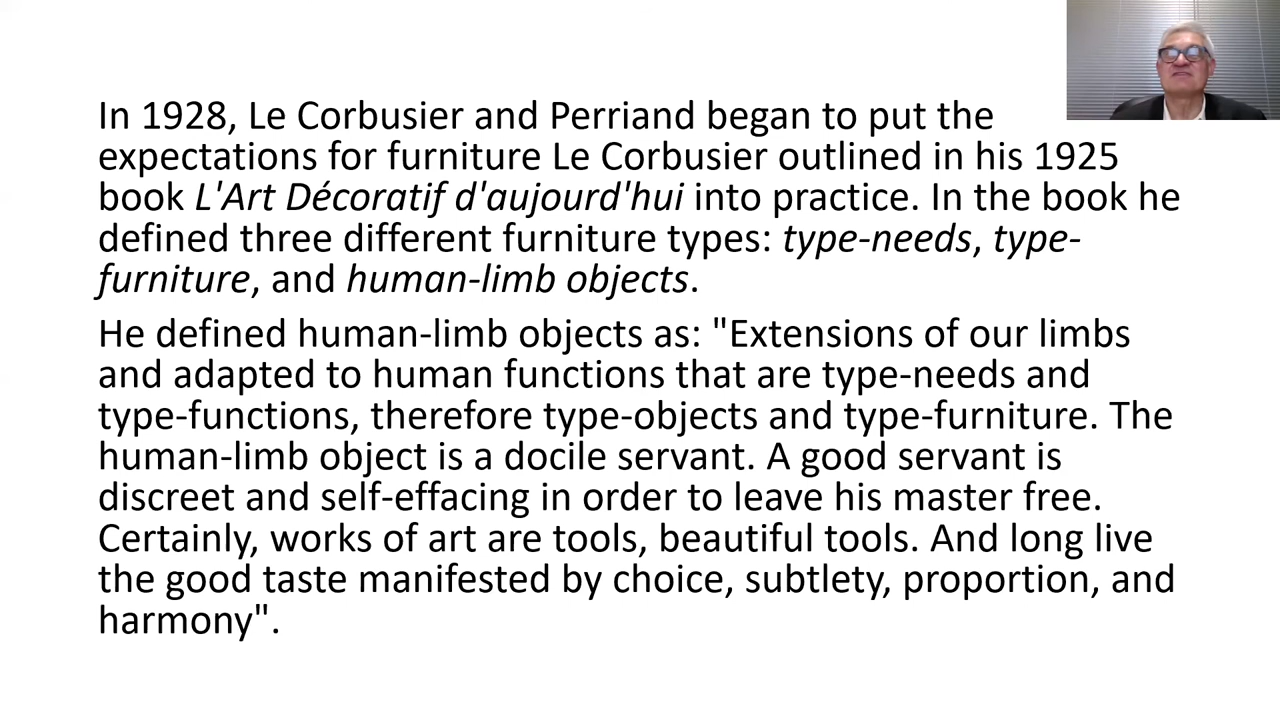 In 1928, Le Corbusier and Perriand began to put the
expectations for furniture Le Corbusier outlined in his 1925
book L'Art Décoratif d'aujourd'hui into practice. In the book he
defined three different furniture types: type-needs, type-
furniture, and human-limb objects.
He defined human-limb objects as: "Extensions of our limbs
and adapted to human functions that are type-needs and
type-functions, therefore type-objects and type-furniture. The
human-limb object is a docile servant. A good servant is
discreet and self-effacing in order to leave his master free.
Certainly, works of art are tools, beautiful tools. And long live
the good taste manifested by choice, subtlety, proportion, and
harmony".